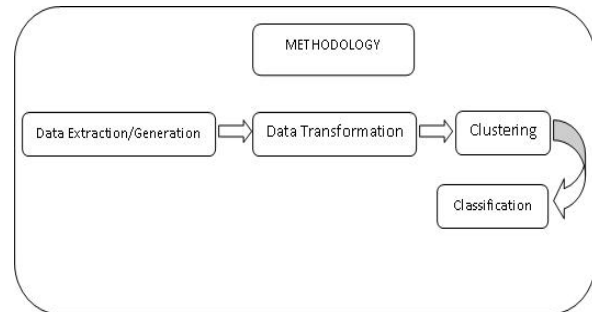 METHODOLOGY
Data Extraction/Generation
Data Transformation
Clustering
Classification